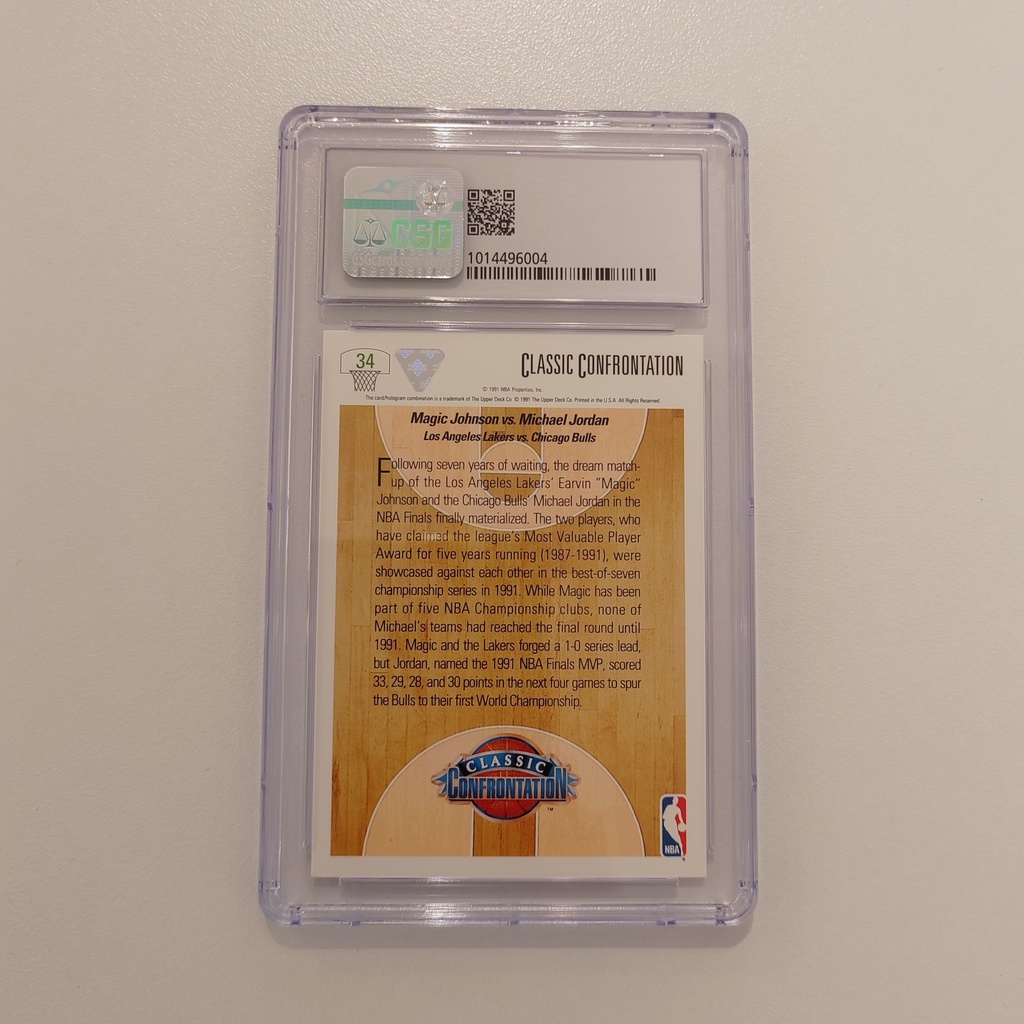 CSG
1014496004
34
CLASSIC CONFRONTATION
© 1991 NBA Properties, Inc.
The card/hologram combination is a trademark of The Upper Deck Co. © 1991 The Upper Deck Co. Printed in the U.S.A. All Rights Reserved.
Magic Johnson vs. Michael Jordan
Los Angeles Lakers vs. Chicago Bulls
Following seven years of waiting, the dream match-
up of the Los Angeles Lakers' Earvin "Magic"
Johnson and the Chicago Bulls' Michael Jordan in the
NBA Finals finally materialized. The two players, who
have claimed the league's Most Valuable Player
Award for five years running (1987-1991), were
showcased against each other in the best-of-seven
championship series in 1991. While Magic has been
part of five NBA Championship clubs, none of
Michael's teams had reached the final round until
1991. Magic and the Lakers forged a 1-0 series lead,
but Jordan, named the 1991 NBA Finals MVP, scored
33, 29, 28, and 30 points in the next four games to spur
the Bulls to their first World Championship.
CLASSIC
CONFRONTATION
TM
NBA